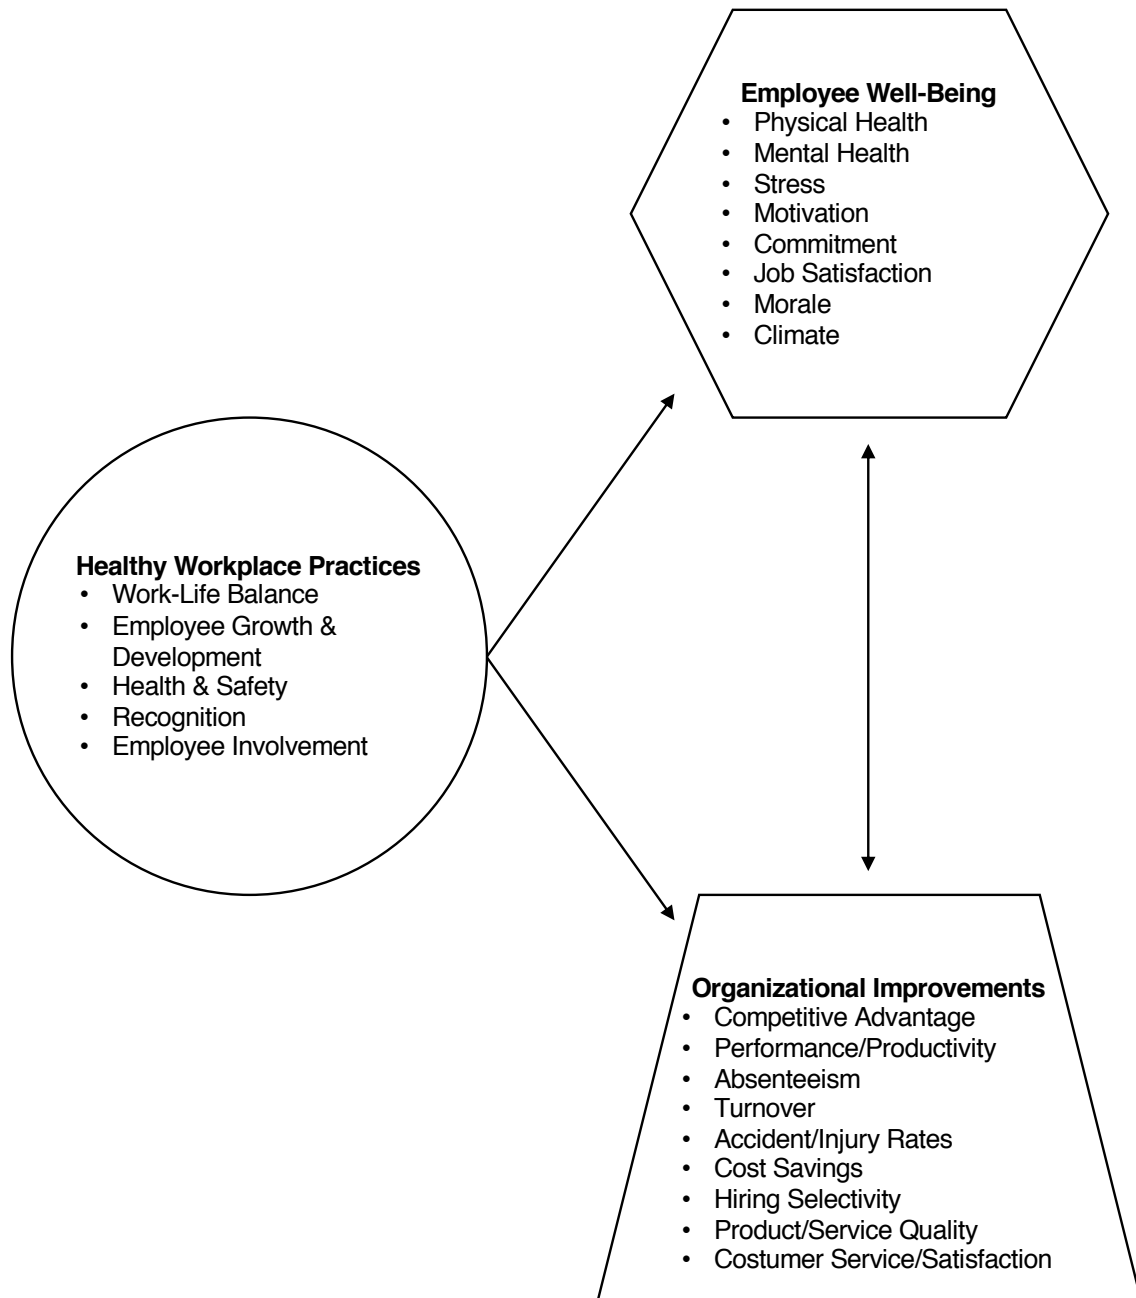 Employee Well-Being
• Physical Health
• Mental Health
• Stress
• Motivation
• Commitment
• Job Satisfaction
• Morale
• Climate
Healthy Workplace Practices
• Work-Life Balance
• Employee Growth &
Development
• Health & Safety
• Recognition
• Employee Involvement
Organizational Improvements
• Competitive Advantage
• Performance/Productivity
• Absenteeism
• Turnover
• Accident/Injury Rates
• Cost Savings
• Hiring Selectivity
• Product/Service Quality
• Costumer Service/Satisfaction